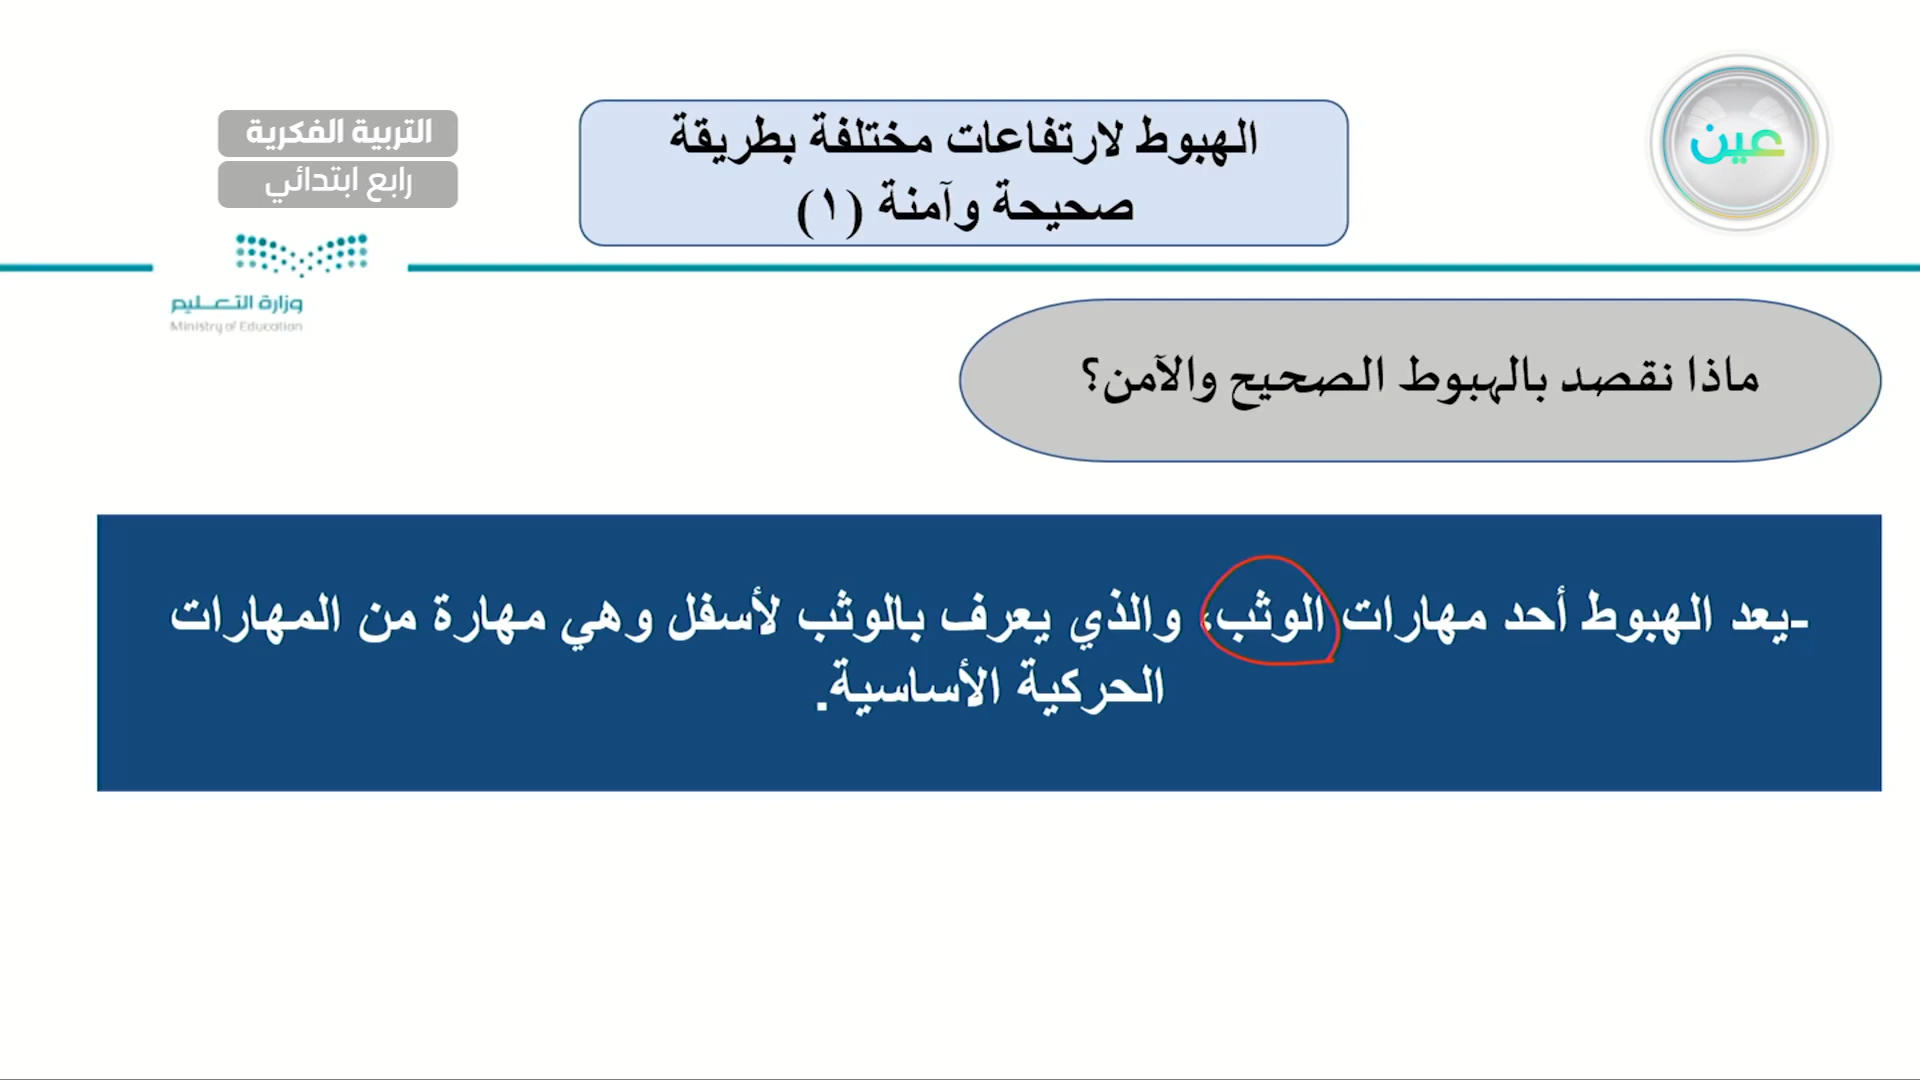 عين
الهبوط لارتفاعات مختلفة بطريقة
صحيحة وآمنة (١)
التربية الفكرية
رابع ابتدائي
وزارة التعليم
Ministry of Education
ماذا نقصد بالهبوط الصحيح والآمن؟
-يعد الهبوط أحد مهارات الوثب، والذي يعرف بالوثب لأسفل وهي مهارة من المهارات
الحركية الأساسية.